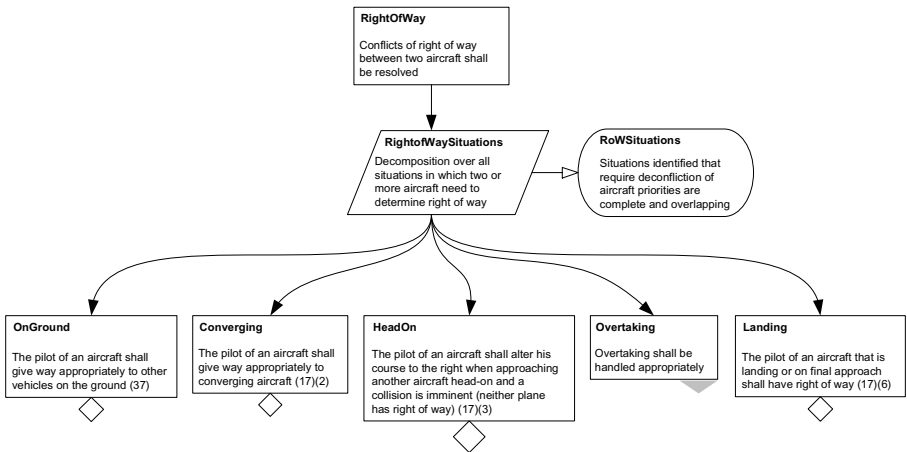 RightOfWay
Conflicts of right of way
between two aircraft shall
be resolved
RightofWaySituations
Decomposition over all
situations in which two or
more aircraft need to
determine right of way
RoWSituations
Situations identified that
require deconfliction of
aircraft priorities are
complete and overlapping
OnGround
The pilot of an aircraft shall
give way appropriately to other
vehicles on the ground (37)
Converging
The pilot of an aircraft shall
give way appropriately to
converging aircraft (17)(2)
HeadOn
The pilot of an aircraft shall alter his
course to the right when approaching
another aircraft head-on and a
collision is imminent (neither plane
has right of way) (17)(3)
Overtaking
Overtaking shall be
handled appropriately
Landing
The pilot of an aircraft that is
landing or on final approach
shall have right of way (17)(6)